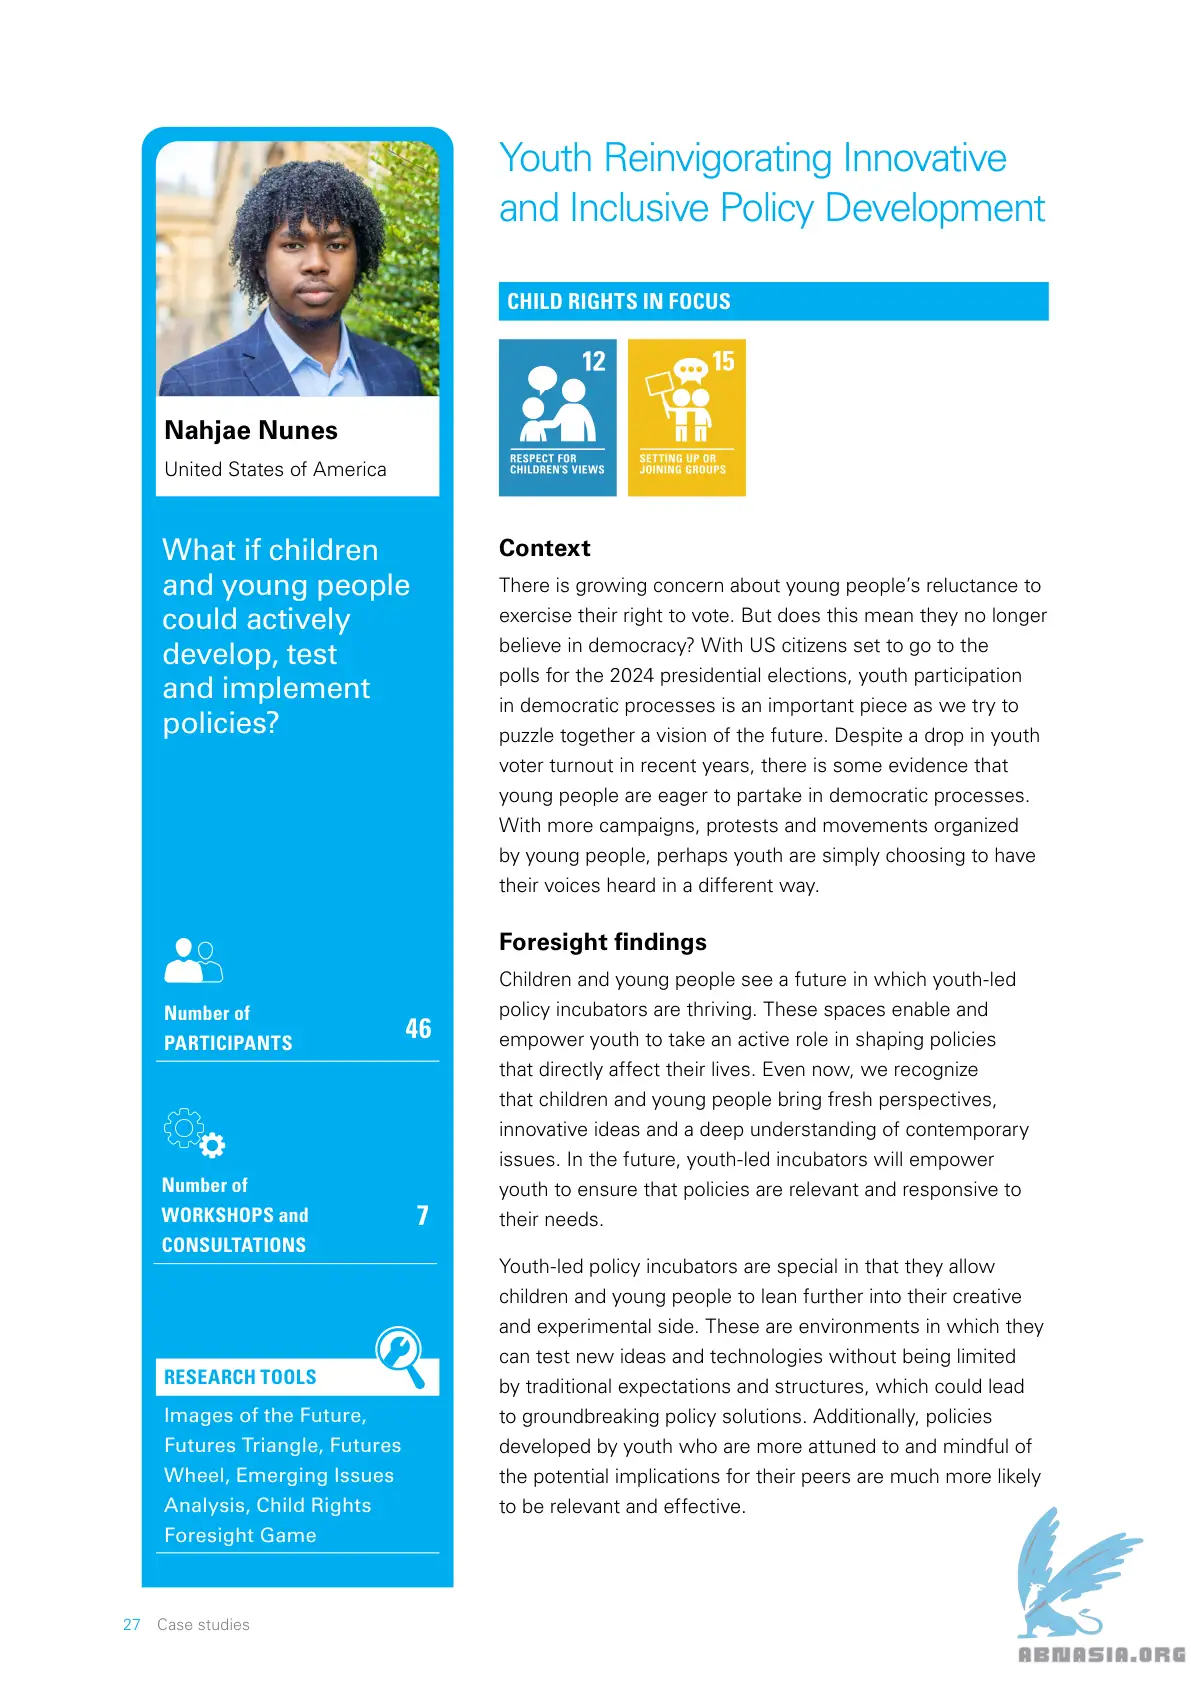 Youth Reinvigorating Innovative
and Inclusive Policy Development
Nahjae Nunes
United States of America
What if children
and young people
could actively
develop, test
and implement
policies?
Number of
PARTICIPANTS
46
Number of
WORKSHOPS and
CONSULTATIONS
7
RESEARCH TOOLS
Images of the Future,
Futures Triangle, Futures
Wheel, Emerging Issues
Analysis, Child Rights
Foresight Game
CHILD RIGHTS IN FOCUS
12
RESPECT FOR
CHILDREN'S VIEWS
15
SETTING UP OR
JOINING GROUPS
Context
There is growing concern about young people’s reluctance to
exercise their right to vote. But does this mean they no longer
believe in democracy? With US citizens set to go to the
polls for the 2024 presidential elections, youth participation
in democratic processes is an important piece as we try to
puzzle together a vision of the future. Despite a drop in youth
voter turnout in recent years, there is some evidence that
young people are eager to partake in democratic processes.
With more campaigns, protests and movements organized
by young people, perhaps youth are simply choosing to have
their voices heard in a different way.
Foresight findings
Children and young people see a future in which youth-led
policy incubators are thriving. These spaces enable and
empower youth to take an active role in shaping policies
that directly affect their lives. Even now, we recognize
that children and young people bring fresh perspectives,
innovative ideas and a deep understanding of contemporary
issues. In the future, youth-led incubators will empower
youth to ensure that policies are relevant and responsive to
their needs.
Youth-led policy incubators are special in that they allow
children and young people to lean further into their creative
and experimental side. These are environments in which they
can test new ideas and technologies without being limited
by traditional expectations and structures, which could lead
to groundbreaking policy solutions. Additionally, policies
developed by youth who are more attuned to and mindful of
the potential implications for their peers are much more likely
to be relevant and effective.
27 Case studies
ABNASIA.ORG